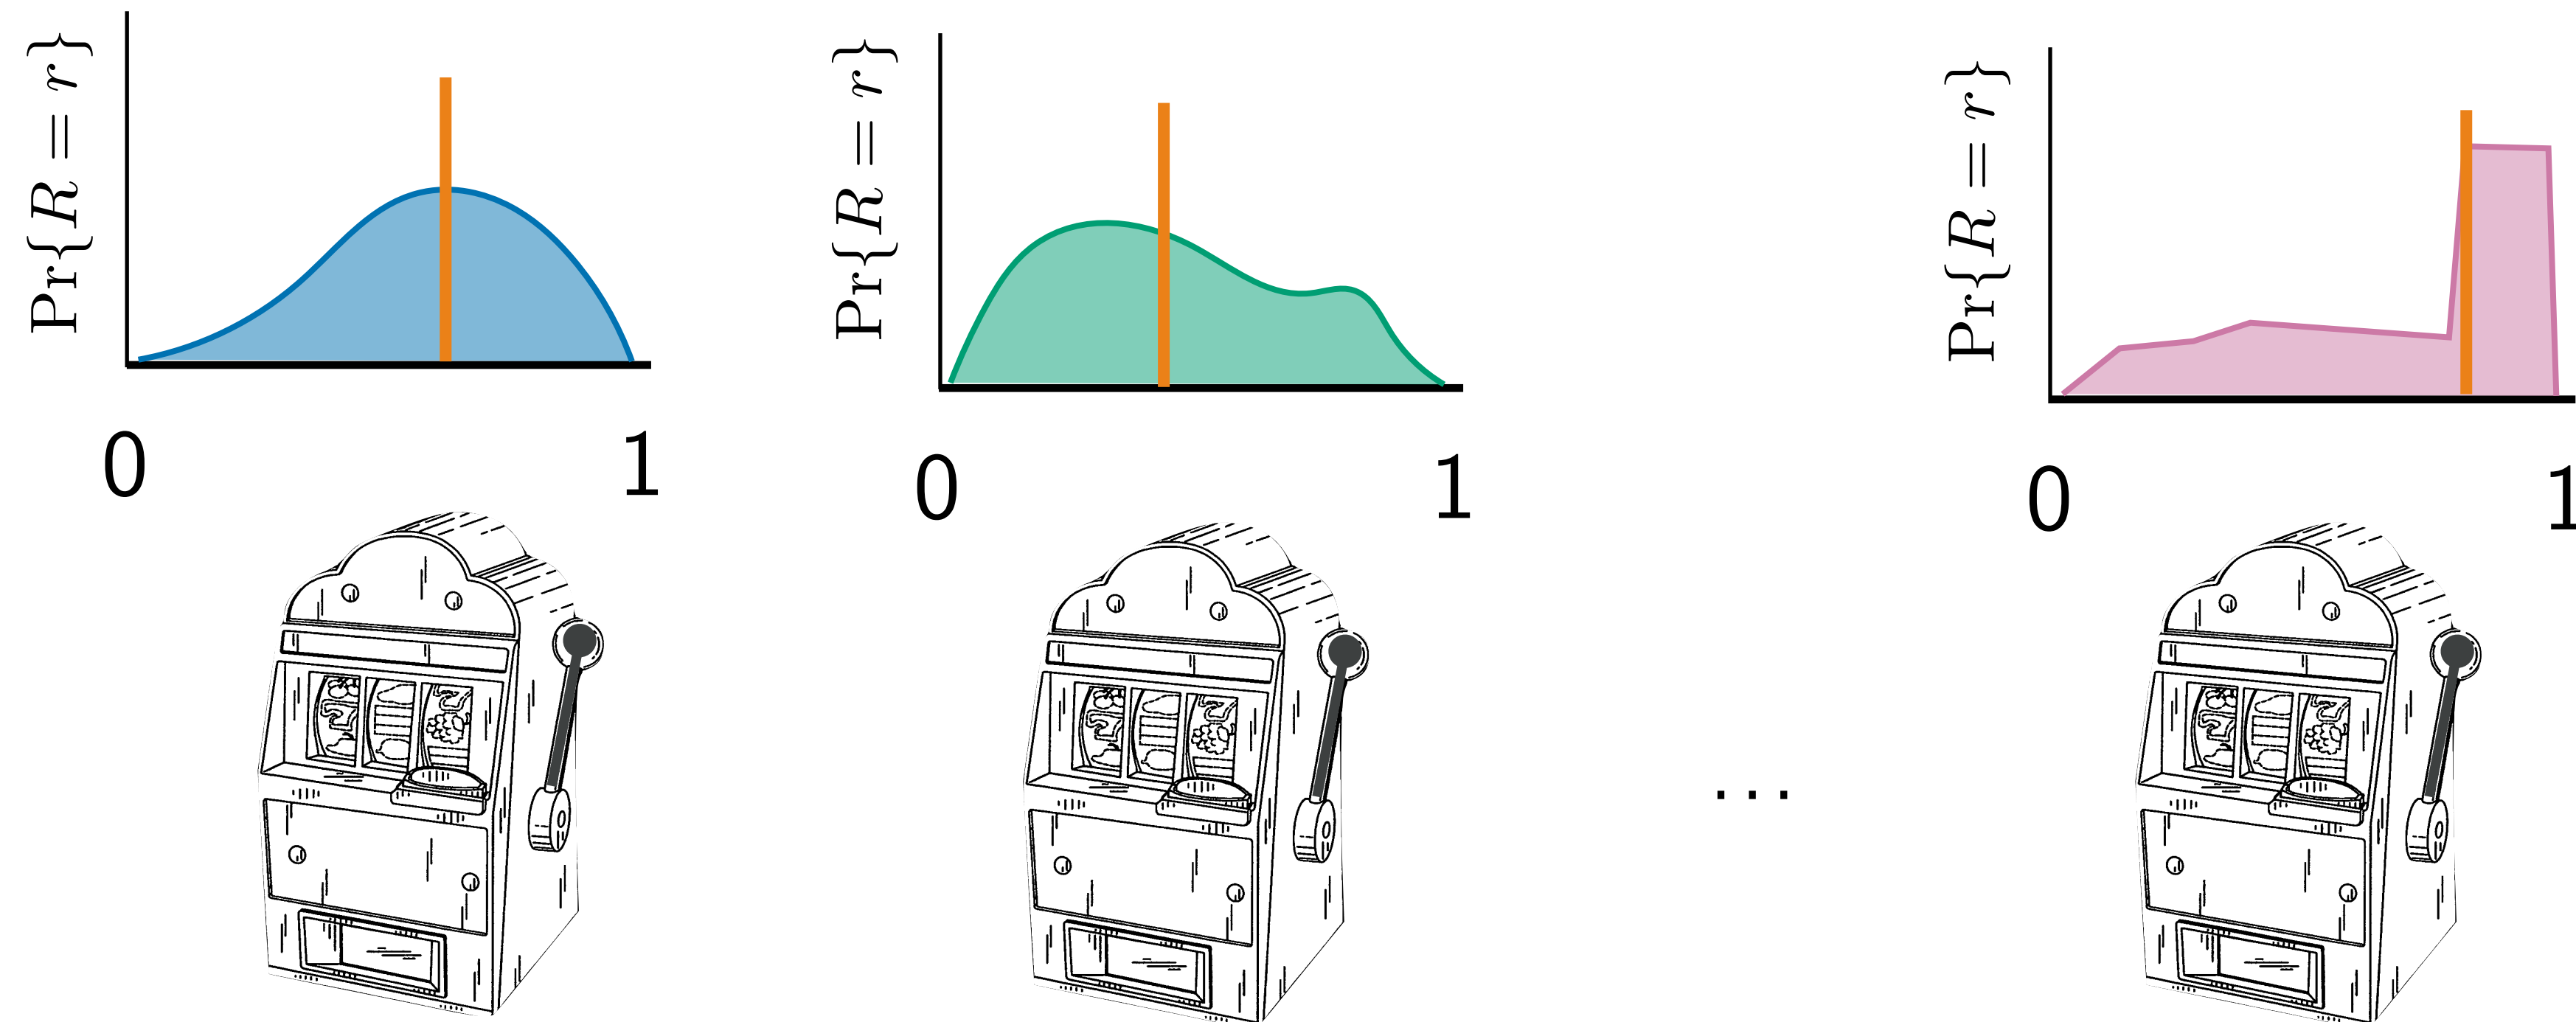 Pr{R = r}
0 1
Pr{R = r}
0 1
...
Pr{R = r}
0 1